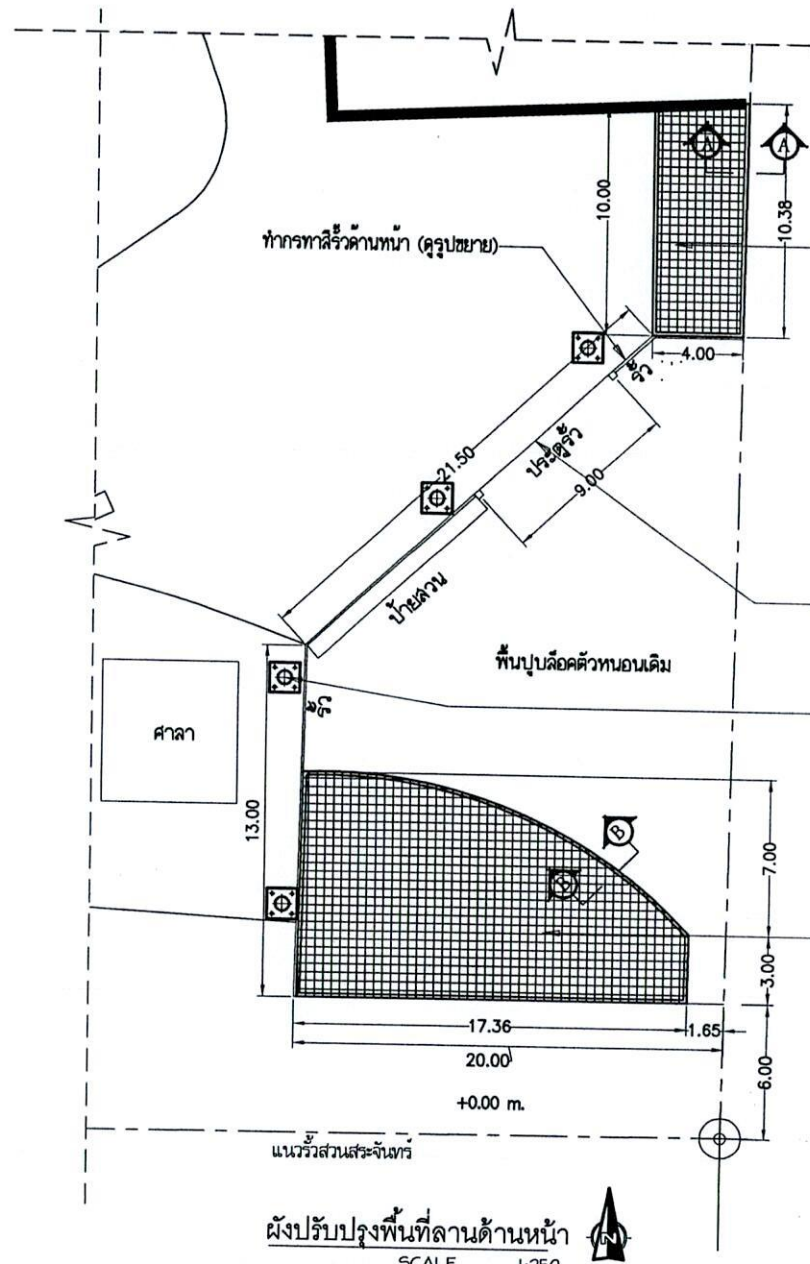 A
A
10.00
10.38
ทำการทาสีรั้วด้านหน้า (ดูรูปขยาย)
4.00
รั้ว
21.50
ประตูรั้ว
9.00
ป้ายสวน
พื้นปูบล็อคตัวหนอนเดิม
รั้ว
ศาลา
13.00
B
B
7.00
3.00
17.36
1.65
20.00
6.00
+0.00 m.
แนวรั้วสวนสระจันทร์
ผังปรับปรุงพื้นที่ลานด้านหน้า
N
SCALE 1:250